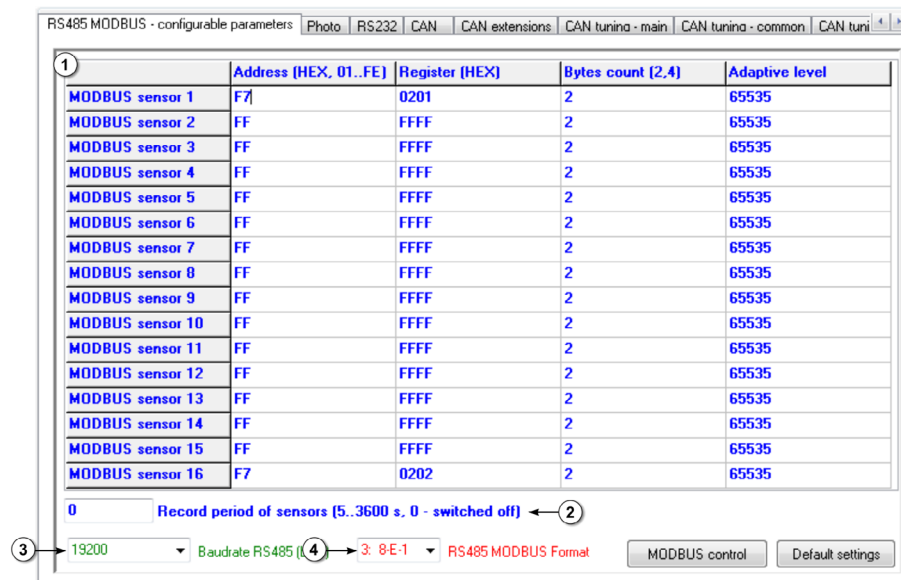 RS485 MODBUS - configurable parameters Photo RS232 CAN CAN extensions CAN tuning - main CAN tuning - common CAN tuni
1
Address (HEX, 01..FE) Register (HEX) Bytes count (2,4) Adaptive level
MODBUS sensor 1 F7 0201 2 65535
MODBUS sensor 2 FF FFFF 2 65535
MODBUS sensor 3 FF FFFF 2 65535
MODBUS sensor 4 FF FFFF 2 65535
MODBUS sensor 5 FF FFFF 2 65535
MODBUS sensor 6 FF FFFF 2 65535
MODBUS sensor 7 FF FFFF 2 65535
MODBUS sensor 8 FF FFFF 2 65535
MODBUS sensor 9 FF FFFF 2 65535
MODBUS sensor 10 FF FFFF 2 65535
MODBUS sensor 11 FF FFFF 2 65535
MODBUS sensor 12 FF FFFF 2 65535
MODBUS sensor 13 FF FFFF 2 65535
MODBUS sensor 14 FF FFFF 2 65535
MODBUS sensor 15 FF FFFF 2 65535
MODBUS sensor 16 F7 0202 2 65535
0 Record period of sensors (5..3600 s, 0 - switched off) 2
3 19200 Baudrate RS485 4 3: 8-E-1 RS485 MODBUS Format MODBUS control Default settings